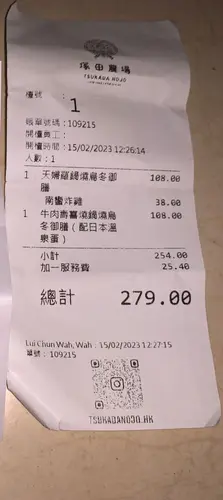 塚田農場
TSUKADA NOJO
檯號 :
1
賬單號碼 :109215
開檯員工:
開檯時間 :15/02/2023 12:26:14
人數 :1
1 天婦羅鍋燒烏冬御 108.00
膳
南蠻炸雞 38.00
1 牛肉壽喜燒鍋燒烏 108.00
冬御膳（配日本溫
泉蛋）
小計 254.00
加一服務費 25.40
總計 279.00
Lui Chun Wah, Wah : 15/02/2023 12:27:15
單號 : 109215
TSUKADANOJO.HK